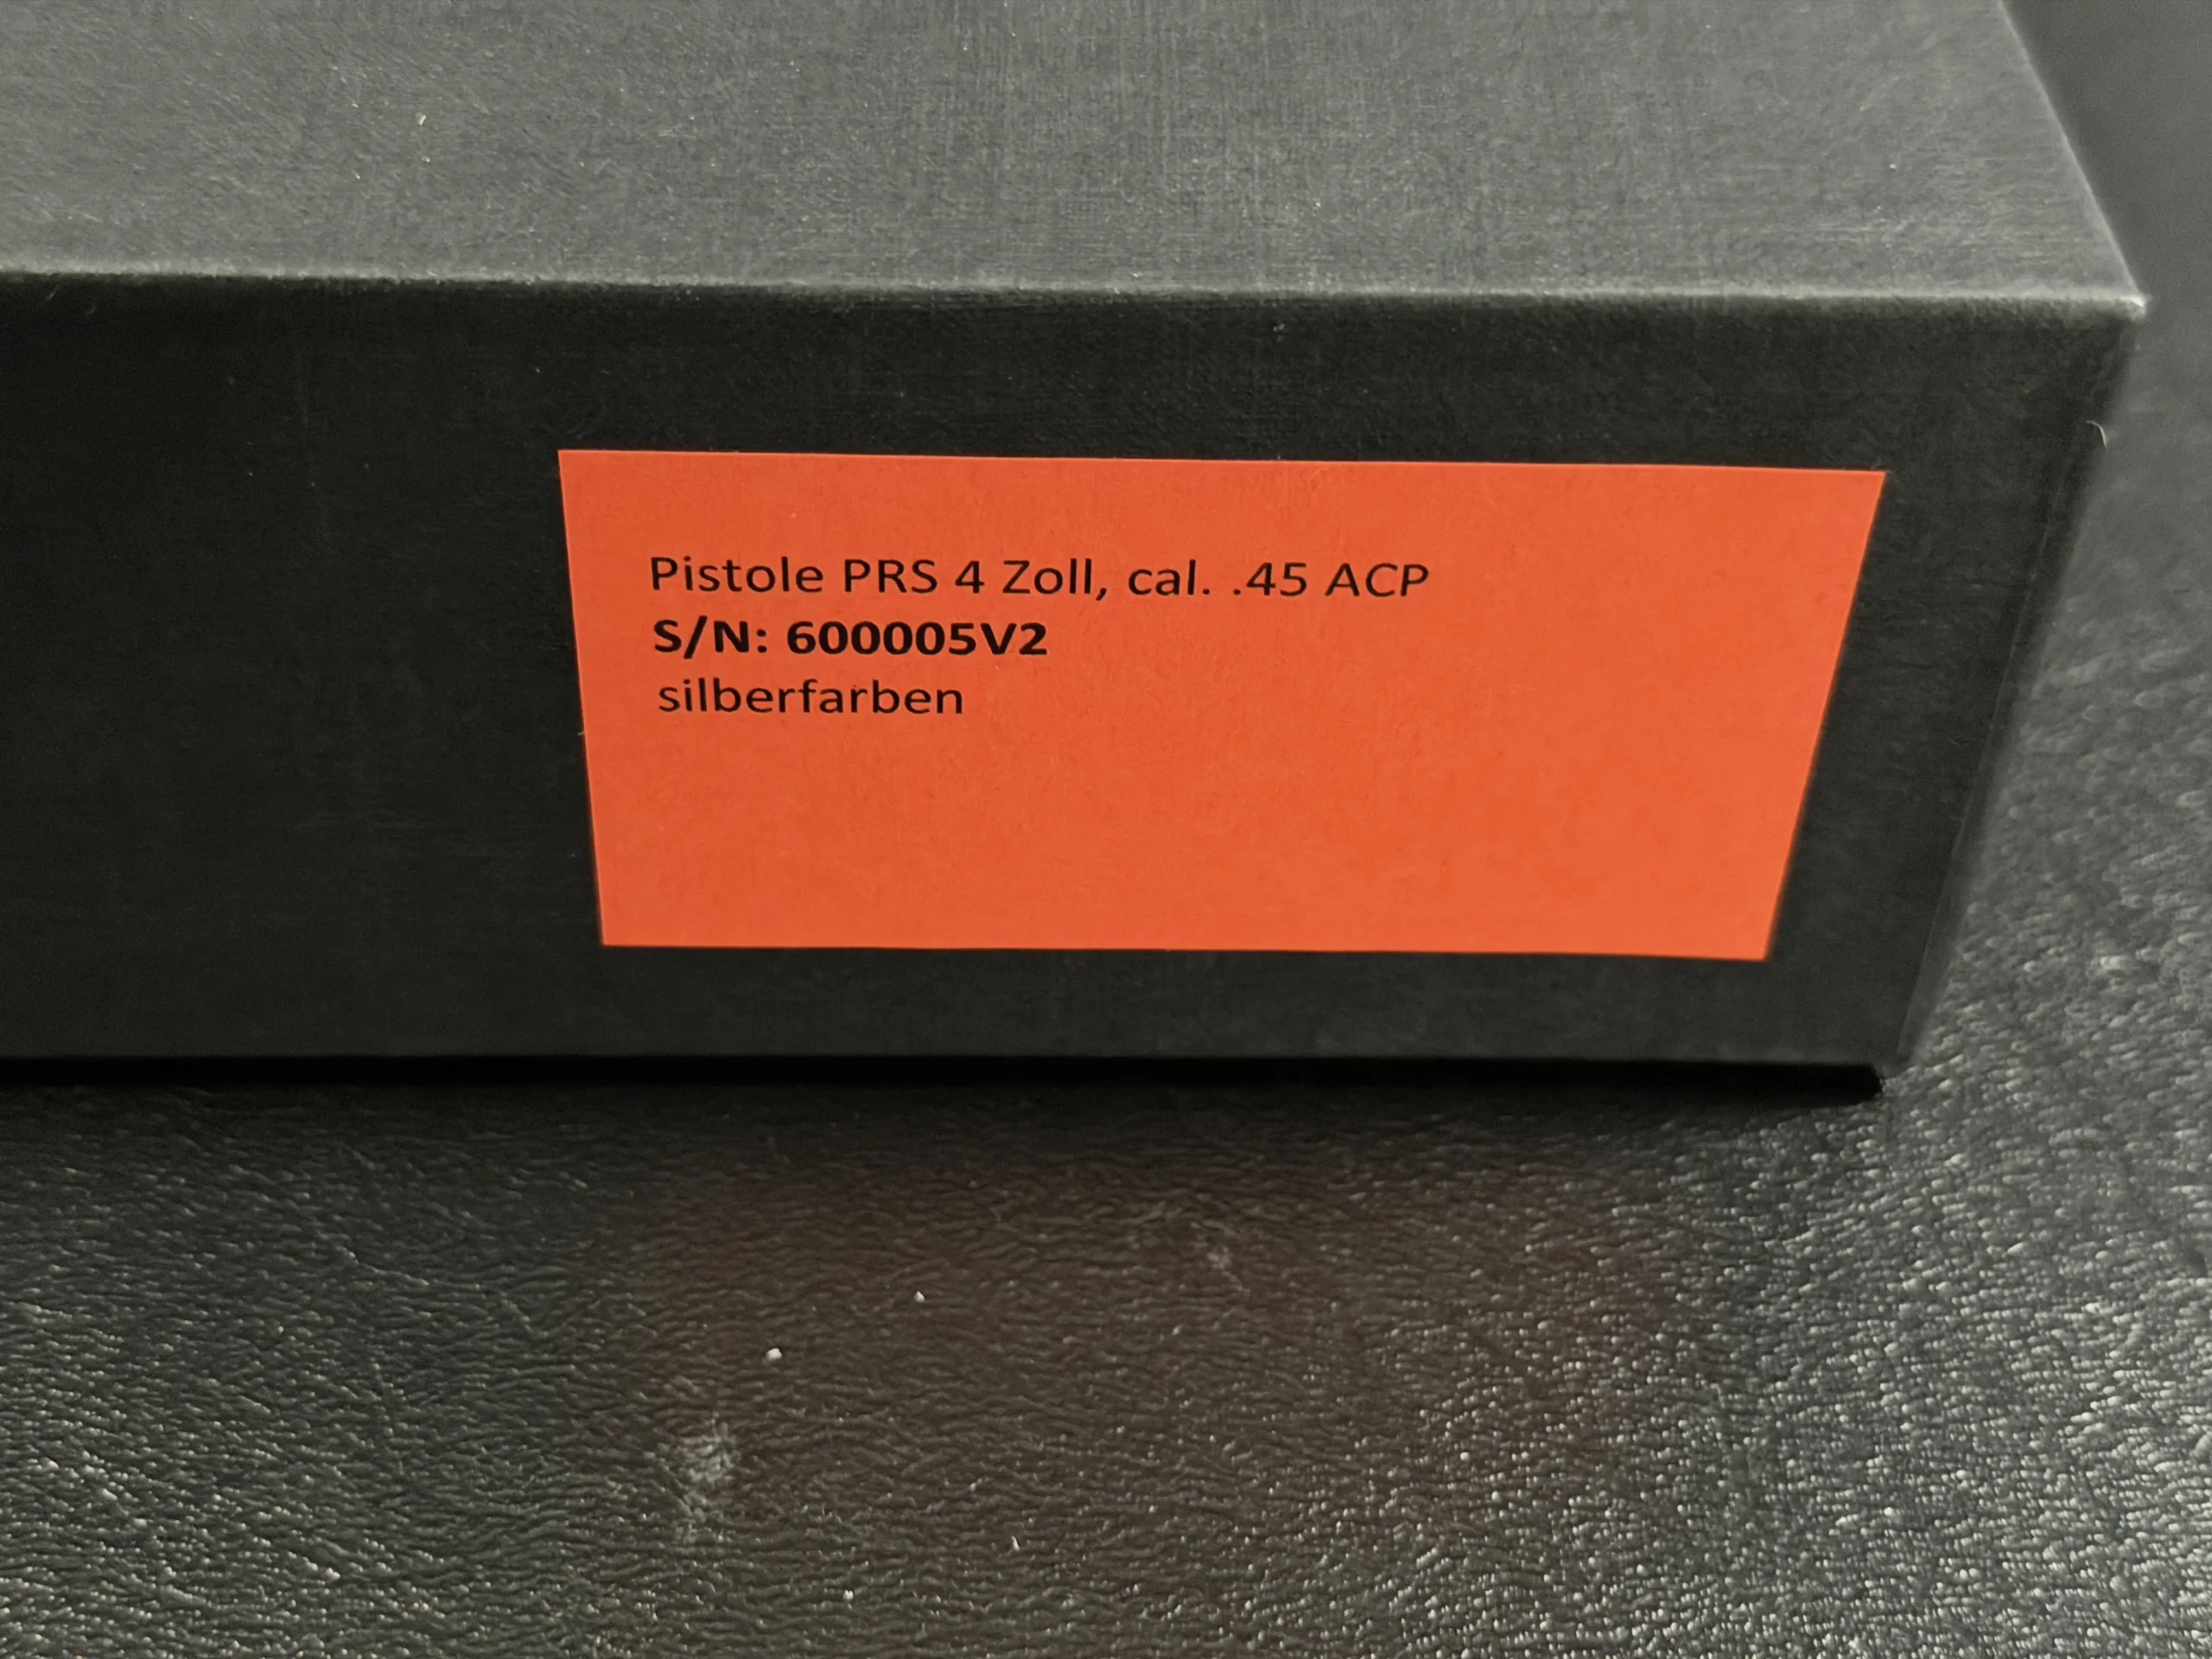 Pistole PRS 4 Zoll, cal. .45 ACP
S/N: 600005V2
silberfarben